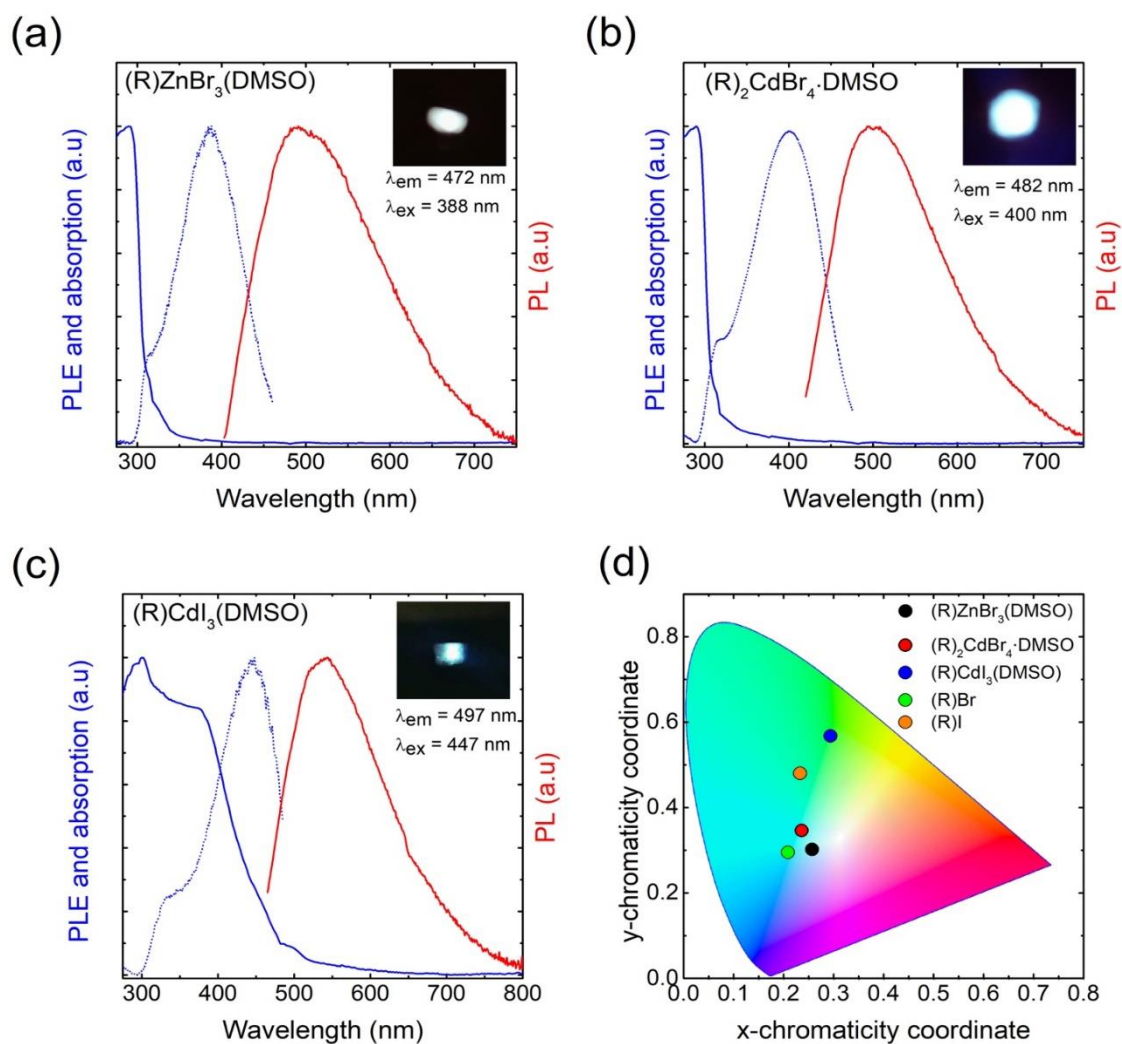 (a)
(R)ZnBr₃(DMSO)
λem = 472 nm
λex = 388 nm
PLE and absorption (a.u)
PL (a.u)
300 400 500 600 700
Wavelength (nm)
(b)
(R)₂CdBr₄·DMSO
λem = 482 nm
λex = 400 nm
PLE and absorption (a.u)
PL (a.u)
300 400 500 600 700
Wavelength (nm)
(c)
(R)CdI₃(DMSO)
λem = 497 nm
λex = 447 nm
PLE and absorption (a.u)
PL (a.u)
300 400 500 600 700 800
Wavelength (nm)
(d)
(R)ZnBr₃(DMSO)
(R)₂CdBr₄·DMSO
(R)CdI₃(DMSO)
(R)Br
(R)I
y-chromaticity coordinate
0.8
0.6
0.4
0.2
0.0
0.0 0.1 0.2 0.3 0.4 0.5 0.6 0.7 0.8
x-chromaticity coordinate